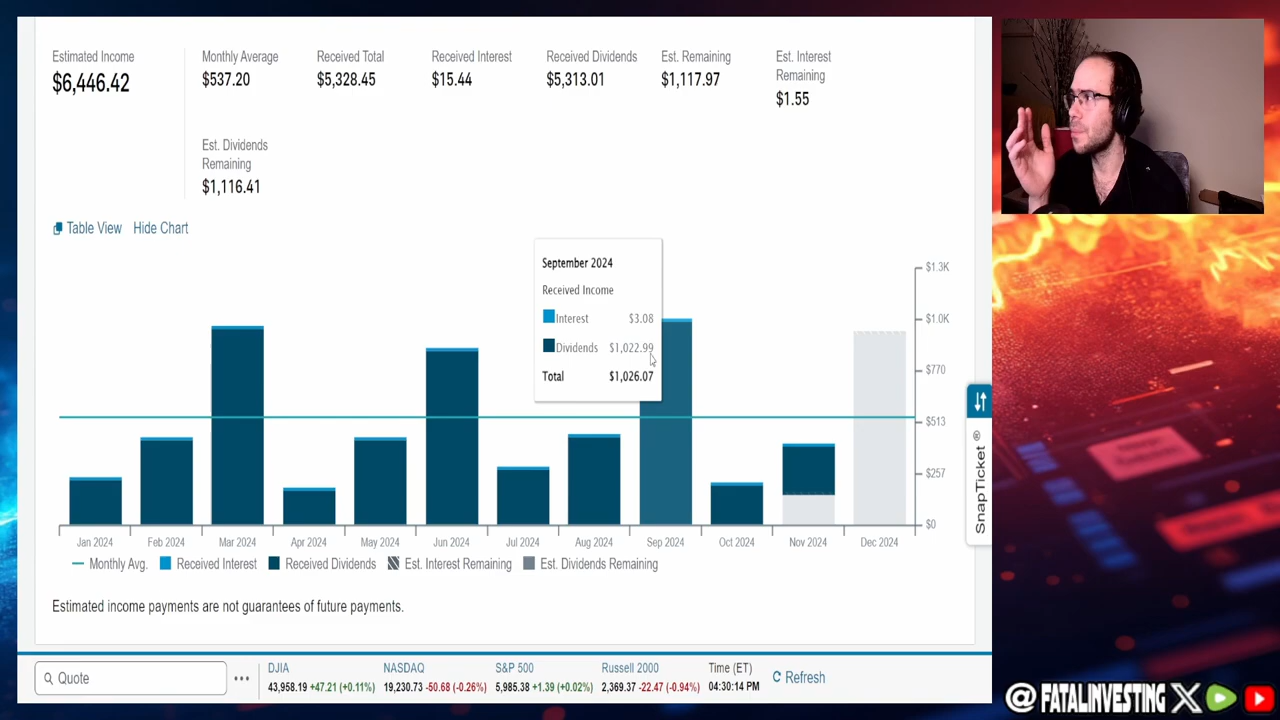 Estimated Income
$6,446.42
Monthly Average
$537.20
Received Total
$5,328.45
Received Interest
$15.44
Received Dividends
$5,313.01
Est. Remaining
$1,117.97
Est. Interest
Remaining
$1.55
Est. Dividends
Remaining
$1,116.41
Table View Hide Chart
September 2024
Received Income
Interest $3.08
Dividends $1,022.99
Total $1,026.07
$1.3K
$1.0K
$770
$513
$257
$0
Jan 2024 Feb 2024 Mar 2024 Apr 2024 May 2024 Jun 2024 Jul 2024 Aug 2024 Sep 2024 Oct 2024 Nov 2024 Dec 2024
Monthly Avg. Received Interest Received Dividends Est. Interest Remaining Est. Dividends Remaining
Estimated income payments are not guarantees of future payments.
SnapTicket ®
Quote
DJIA
43,958.19 +47.21 (+0.11%)
NASDAQ
19,230.73 -50.68 (-0.26%)
S&P 500
5,985.38 +1.39 (+0.02%)
Russell 2000
2,369.37 -22.47 (-0.94%)
Time (ET)
04:30:14 PM
Refresh
@FATALINVESTING